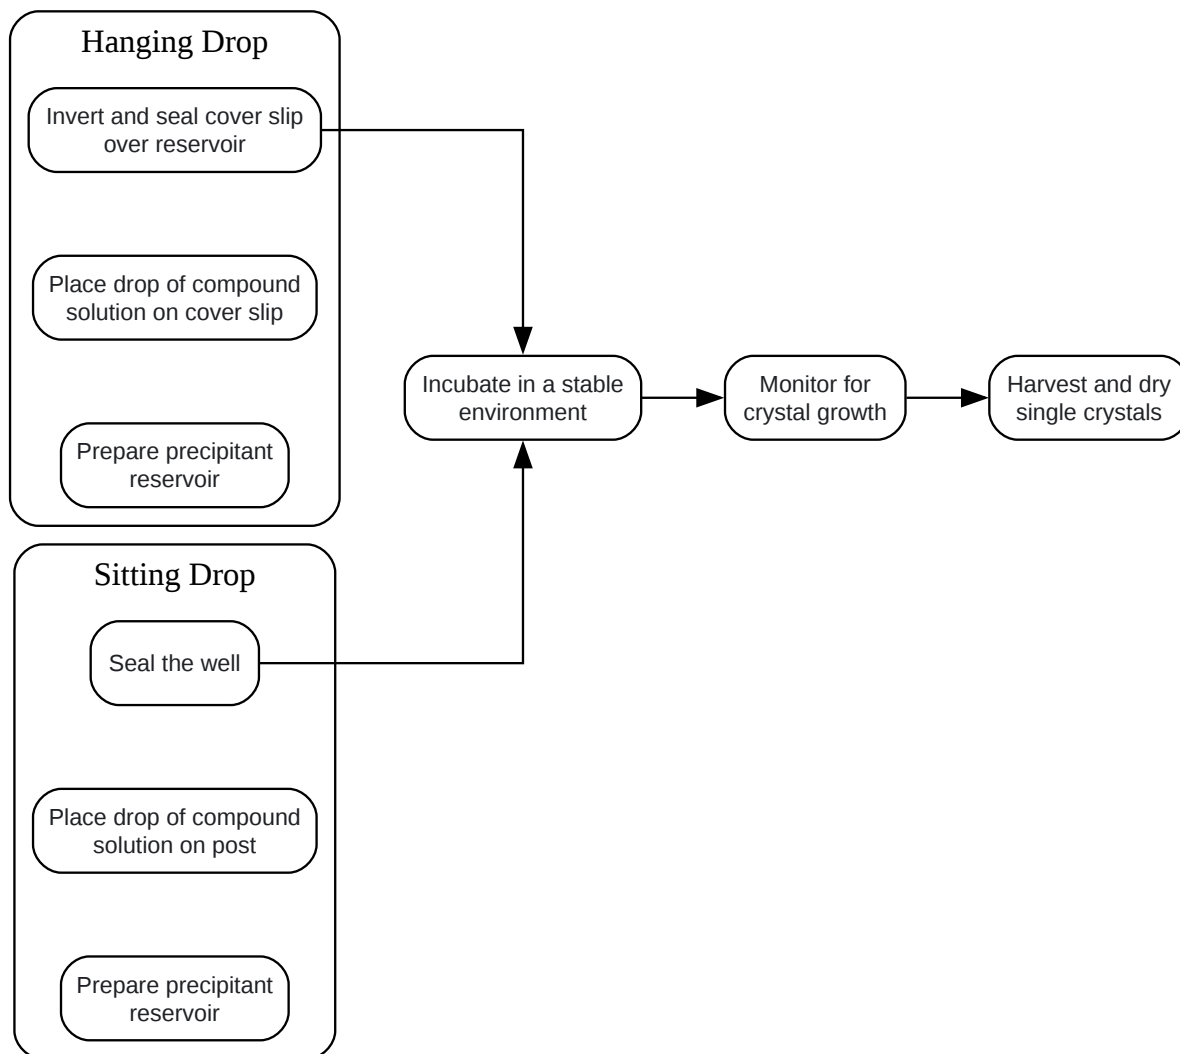 Hanging Drop
Invert and seal cover slip
over reservoir
Place drop of compound
solution on cover slip
Prepare precipitant
reservoir
Incubate in a stable
environment
Monitor for
crystal growth
Harvest and dry
single crystals
Sitting Drop
Seal the well
Place drop of compound
solution on post
Prepare precipitant
reservoir